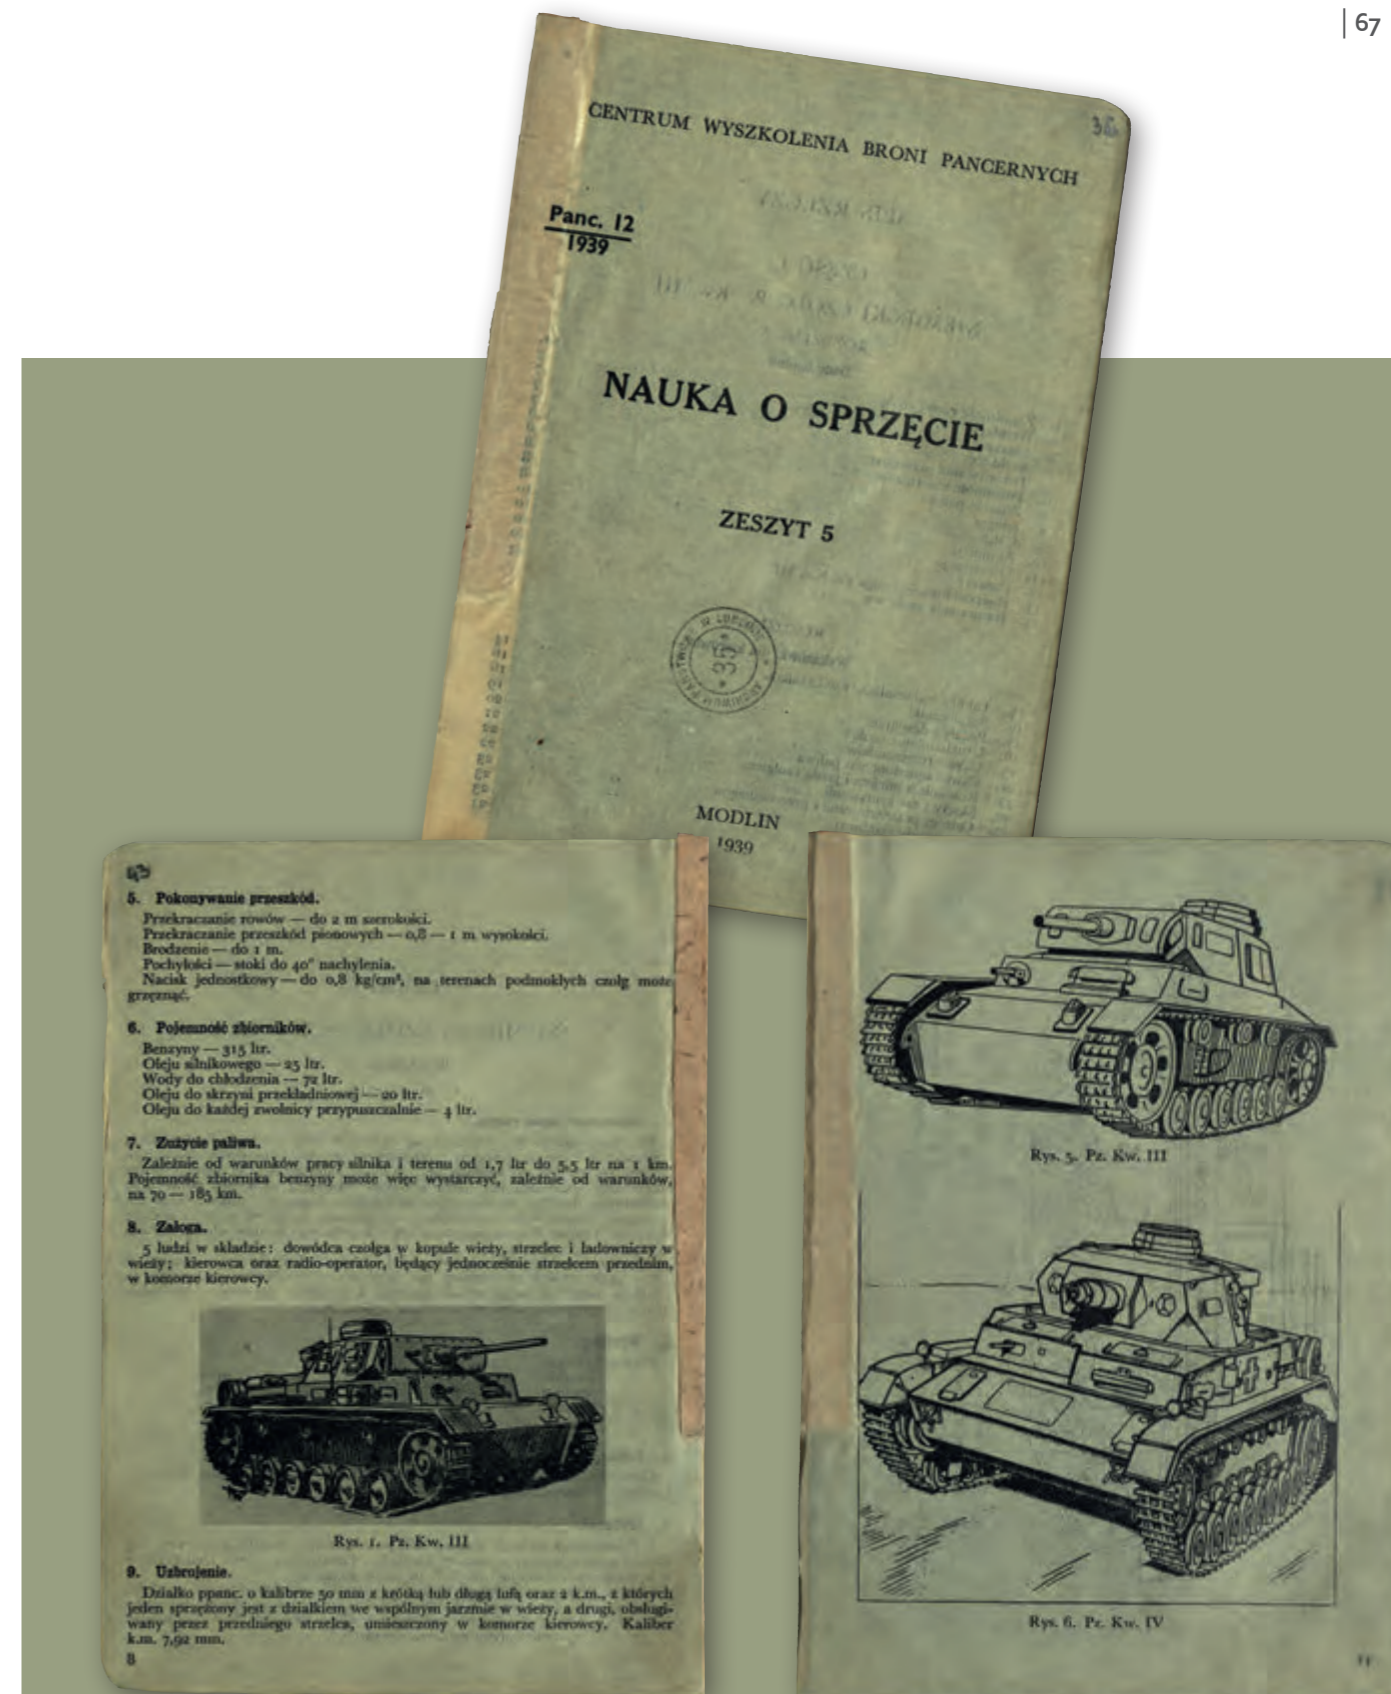 | 67
CENTRUM WYSZKOLENIA BRONI PANCERNYCH
Panc. 12
1939
NAUKA O SPRZĘCIE
ZESZYT 5
35
MODLIN
1939
5. Pokonywanie przeszkód.
Przekraczanie rowów — do 2 m szerokości.
Przekraczanie przeszkód pionowych — 0,8 — 1 m wysokości.
Brodzenie — do 1 m.
Pochyłości — stoki do 40° nachylenia.
Nacisk jednostkowy — do 0,8 kg/cm², na terenach podmokłych czołg może
grzęznąć.
6. Pojemność zbiorników.
Benzyny — 315 ltr.
Oleju silnikowego — 25 ltr.
Wody do chłodzenia — 72 ltr.
Oleju do skrzyni przekładniowej — 20 ltr.
Oleju do każdej zwolnicy przypuszczalnie — 4 ltr.
7. Zużycie paliwa.
Zależnie od warunków pracy silnika i terenu od 1,7 ltr do 5,5 ltr na 1 km.
Pojemność zbiornika benzyny może więc wystarczyć, zależnie od warunków,
na 70 — 185 km.
8. Załoga.
5 ludzi w składzie: dowódca czołga w kopule wieży, strzelec i ładowniczy w
wieży; kierowca oraz radio-operator, będący jednocześnie strzelcem przednim,
w komorze kierowcy.
Rys. 1. Pz. Kw. III
9. Uzbrojenie.
Działko ppanc. o kalibrze 50 mm z krótką lub długą lufą oraz 2 k.m., z których
jeden sprzężony jest z działkiem we wspólnym jarzmie w wieży, a drugi, obsługi-
wany przez przedniego strzelca, umieszczony w komorze kierowcy. Kaliber
k.m. 7,92 mm.
8
Rys. 5. Pz. Kw. III
Rys. 6. Pz. Kw. IV
11